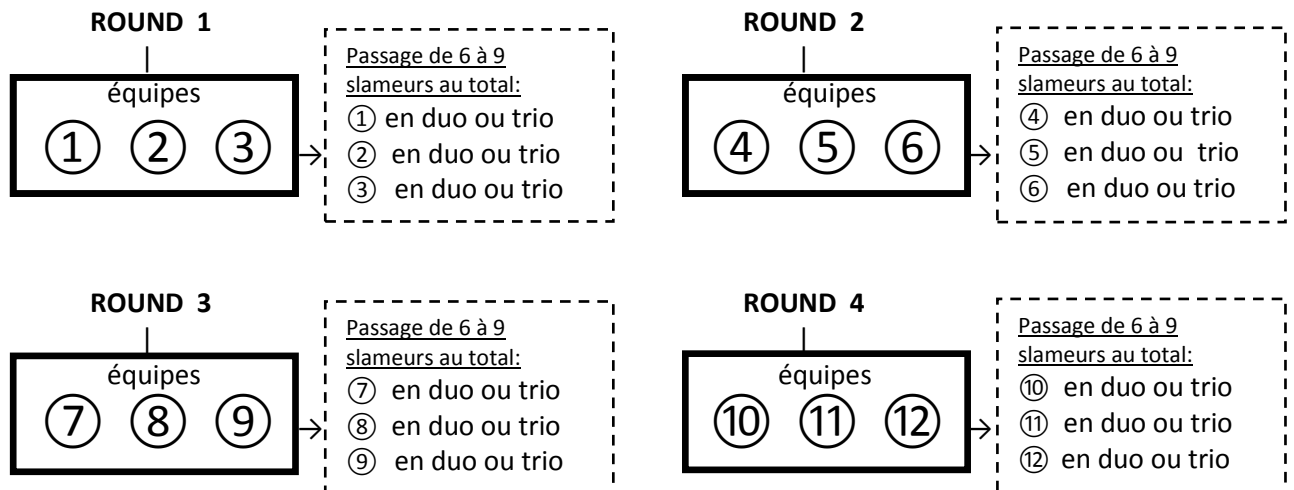 ROUND 1
équipes
① ② ③
Passage de 6 à 9
slameurs au total:
① en duo ou trio
② en duo ou trio
③ en duo ou trio
ROUND 2
équipes
④ ⑤ ⑥
Passage de 6 à 9
slameurs au total:
④ en duo ou trio
⑤ en duo ou trio
⑥ en duo ou trio
ROUND 3
équipes
⑦ ⑧ ⑨
Passage de 6 à 9
slameurs au total:
⑦ en duo ou trio
⑧ en duo ou trio
⑨ en duo ou trio
ROUND 4
équipes
⑩ ⑪ ⑫
Passage de 6 à 9
slameurs au total:
⑩ en duo ou trio
⑪ en duo ou trio
⑫ en duo ou trio